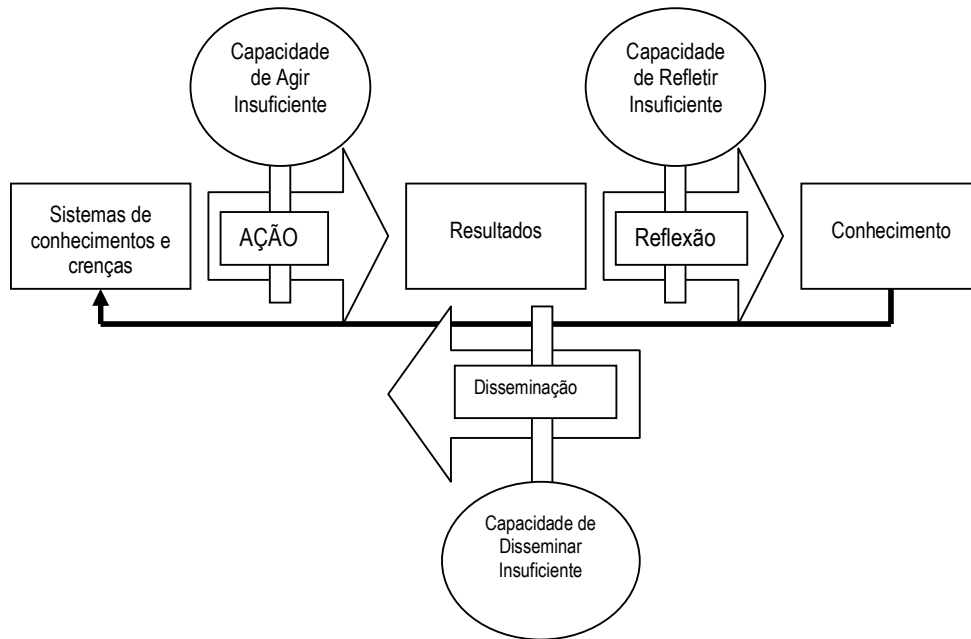 Capacidade
de Agir
Insuficiente
Capacidade
de Refletir
Insuficiente
Sistemas de
conhecimentos e
crenças
AÇÃO
Resultados
Reflexão
Conhecimento
Disseminação
Capacidade de
Disseminar
Insuficiente